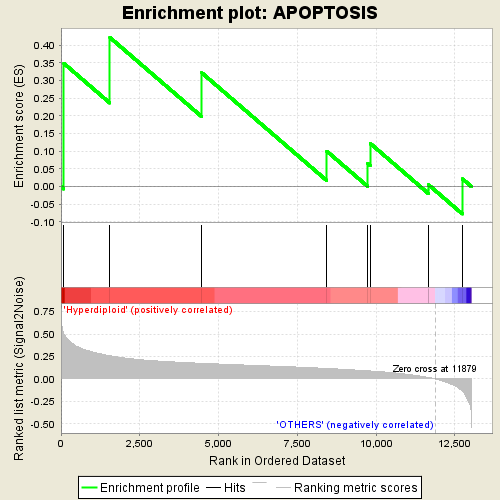 Enrichment plot: APOPTOSIS
Enrichment score (ES)
0.40
0.35
0.30
0.25
0.20
0.15
0.10
0.05
0.00
-0.05
-0.10
'Hyperdiploid' (positively correlated)
Ranked list metric (Signal2Noise)
0.75
0.50
0.25
0.00
-0.25
-0.50
Zero cross at 11879
'OTHERS' (negatively correlated)
0 2,500 5,000 7,500 10,000 12,500
Rank in Ordered Dataset
Enrichment profile Hits Ranking metric scores